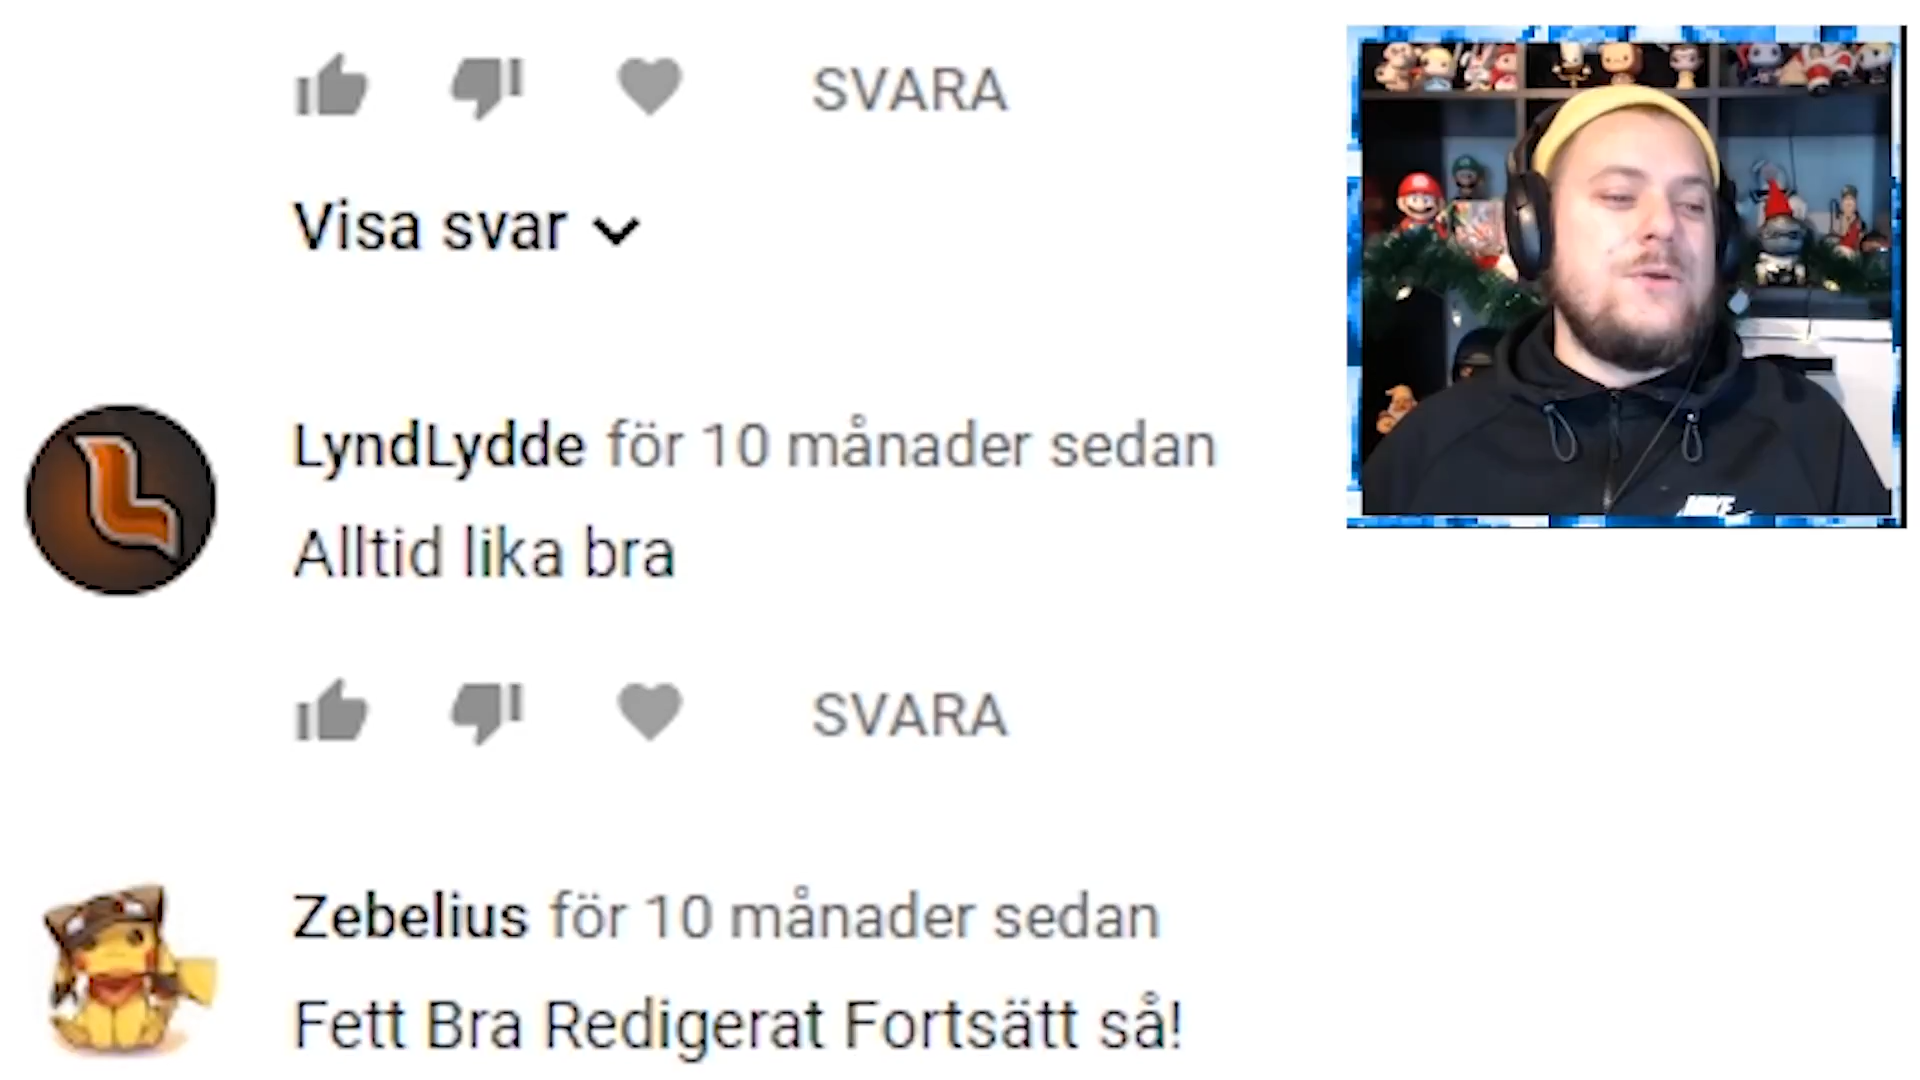 SVARA
Visa svar
LyndLydde för 10 månader sedan
Alltid lika bra
SVARA
Zebelius för 10 månader sedan
Fett Bra Redigerat Fortsätt så!
NIKE